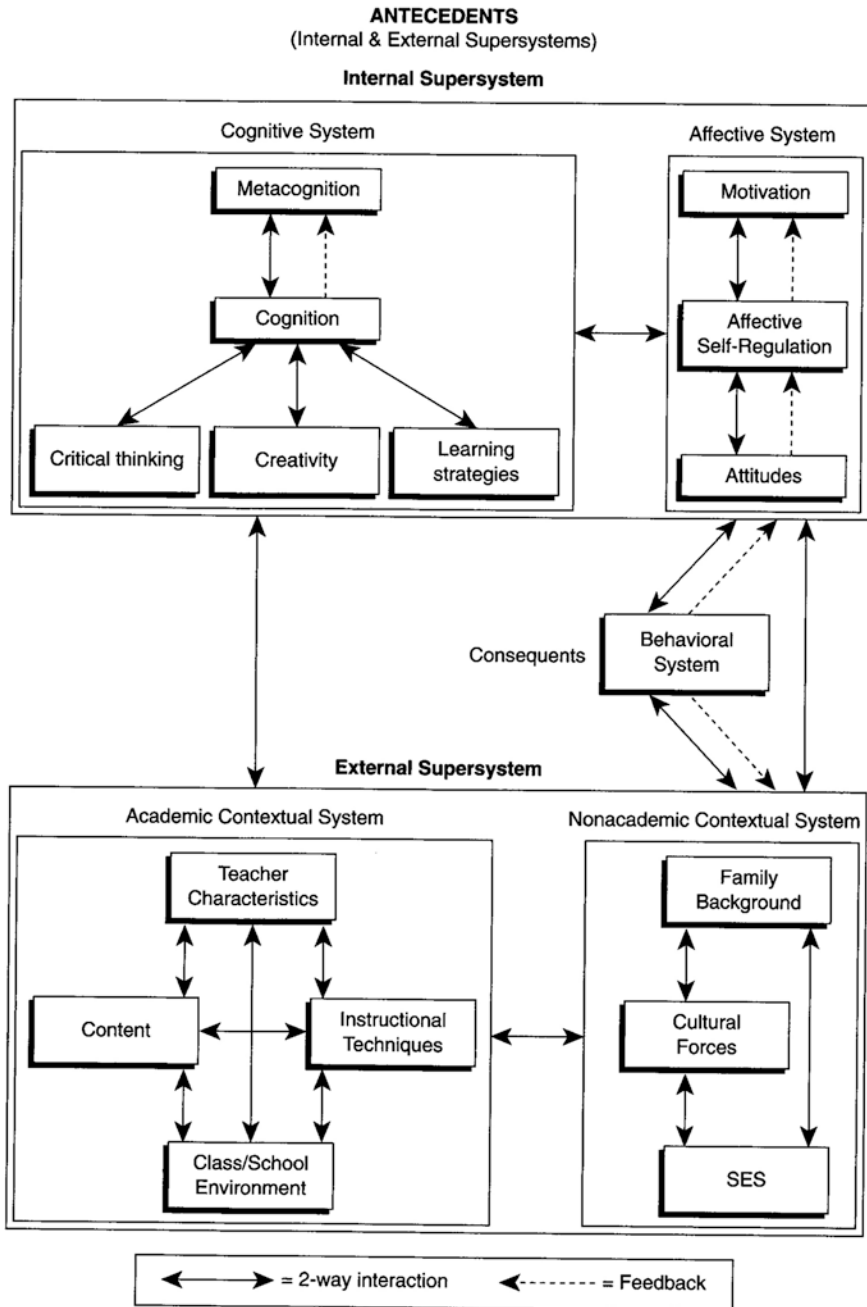 ANTECEDENTS
(Internal & External Supersystems)
Internal Supersystem
Cognitive System
Affective System
Metacognition
Motivation
Cognition
Affective
Self-Regulation
Critical thinking
Creativity
Learning
strategies
Attitudes
Consequents
Behavioral
System
External Supersystem
Academic Contextual System
Nonacademic Contextual System
Teacher
Characteristics
Family
Background
Content
Instructional
Techniques
Cultural
Forces
Class/School
Environment
SES
= 2-way interaction
= Feedback